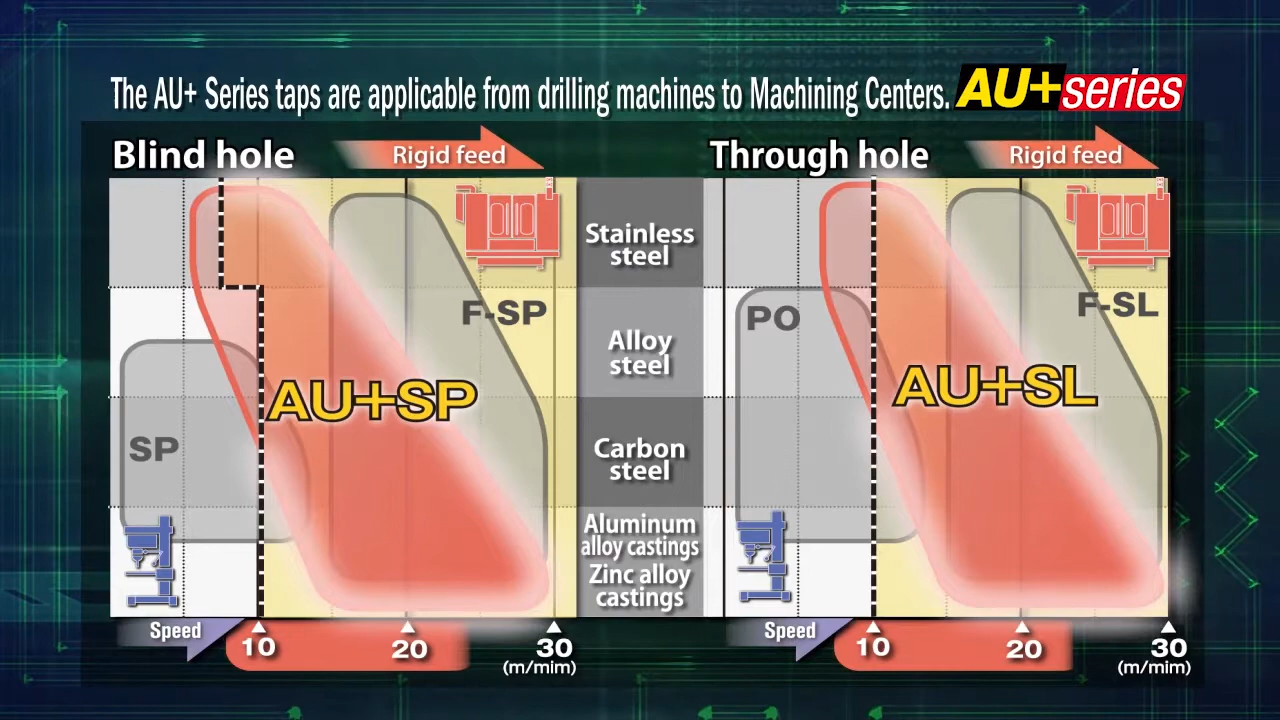 The AU+ Series taps are applicable from drilling machines to Machining Centers. AU+series
Blind hole
Rigid feed
Through hole
Rigid feed
Stainless
steel
F-SP
PO
F-SL
Alloy
steel
AU+SP
AU+SL
SP
Carbon
steel
Aluminum
alloy castings
Zinc alloy
castings
Speed
10
20
30
(m/mim)
Speed
10
20
30
(m/mim)